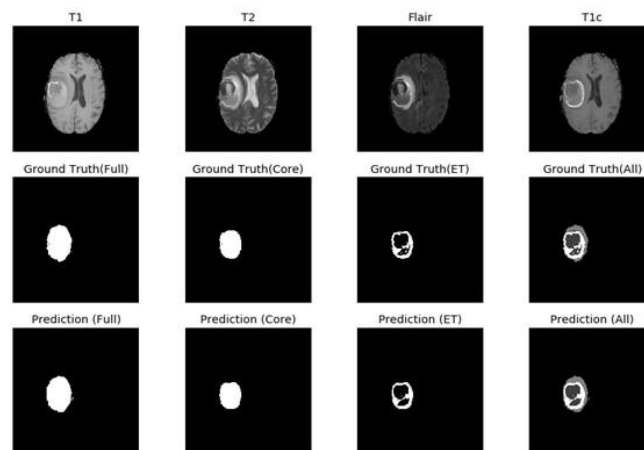 T1 T2 Flair T1c
Ground Truth(Full) Ground Truth(Core) Ground Truth(ET) Ground Truth(All)
Prediction (Full) Prediction (Core) Prediction (ET) Prediction (All)